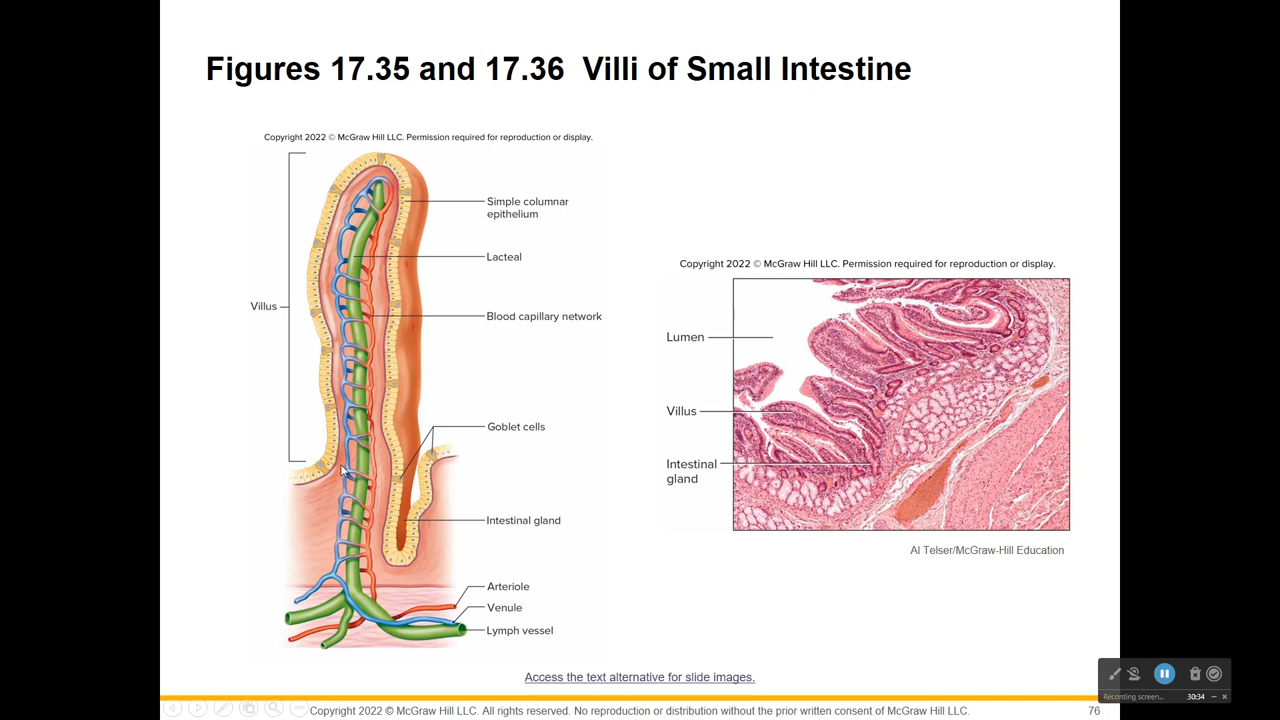 Figures 17.35 and 17.36 Villi of Small Intestine
Copyright 2022 © McGraw Hill LLC. Permission required for reproduction or display.
Simple columnar
epithelium
Lacteal
Villus
Blood capillary network
Goblet cells
Intestinal gland
Arteriole
Venule
Lymph vessel
Copyright 2022 © McGraw Hill LLC. Permission required for reproduction or display.
Lumen
Villus
Intestinal
gland
Al Telser/McGraw-Hill Education
Access the text alternative for slide images.
Recording screen...
30:34
Copyright 2022 © McGraw Hill LLC. All rights reserved. No reproduction or distribution without the prior written consent of McGraw Hill LLC.
76